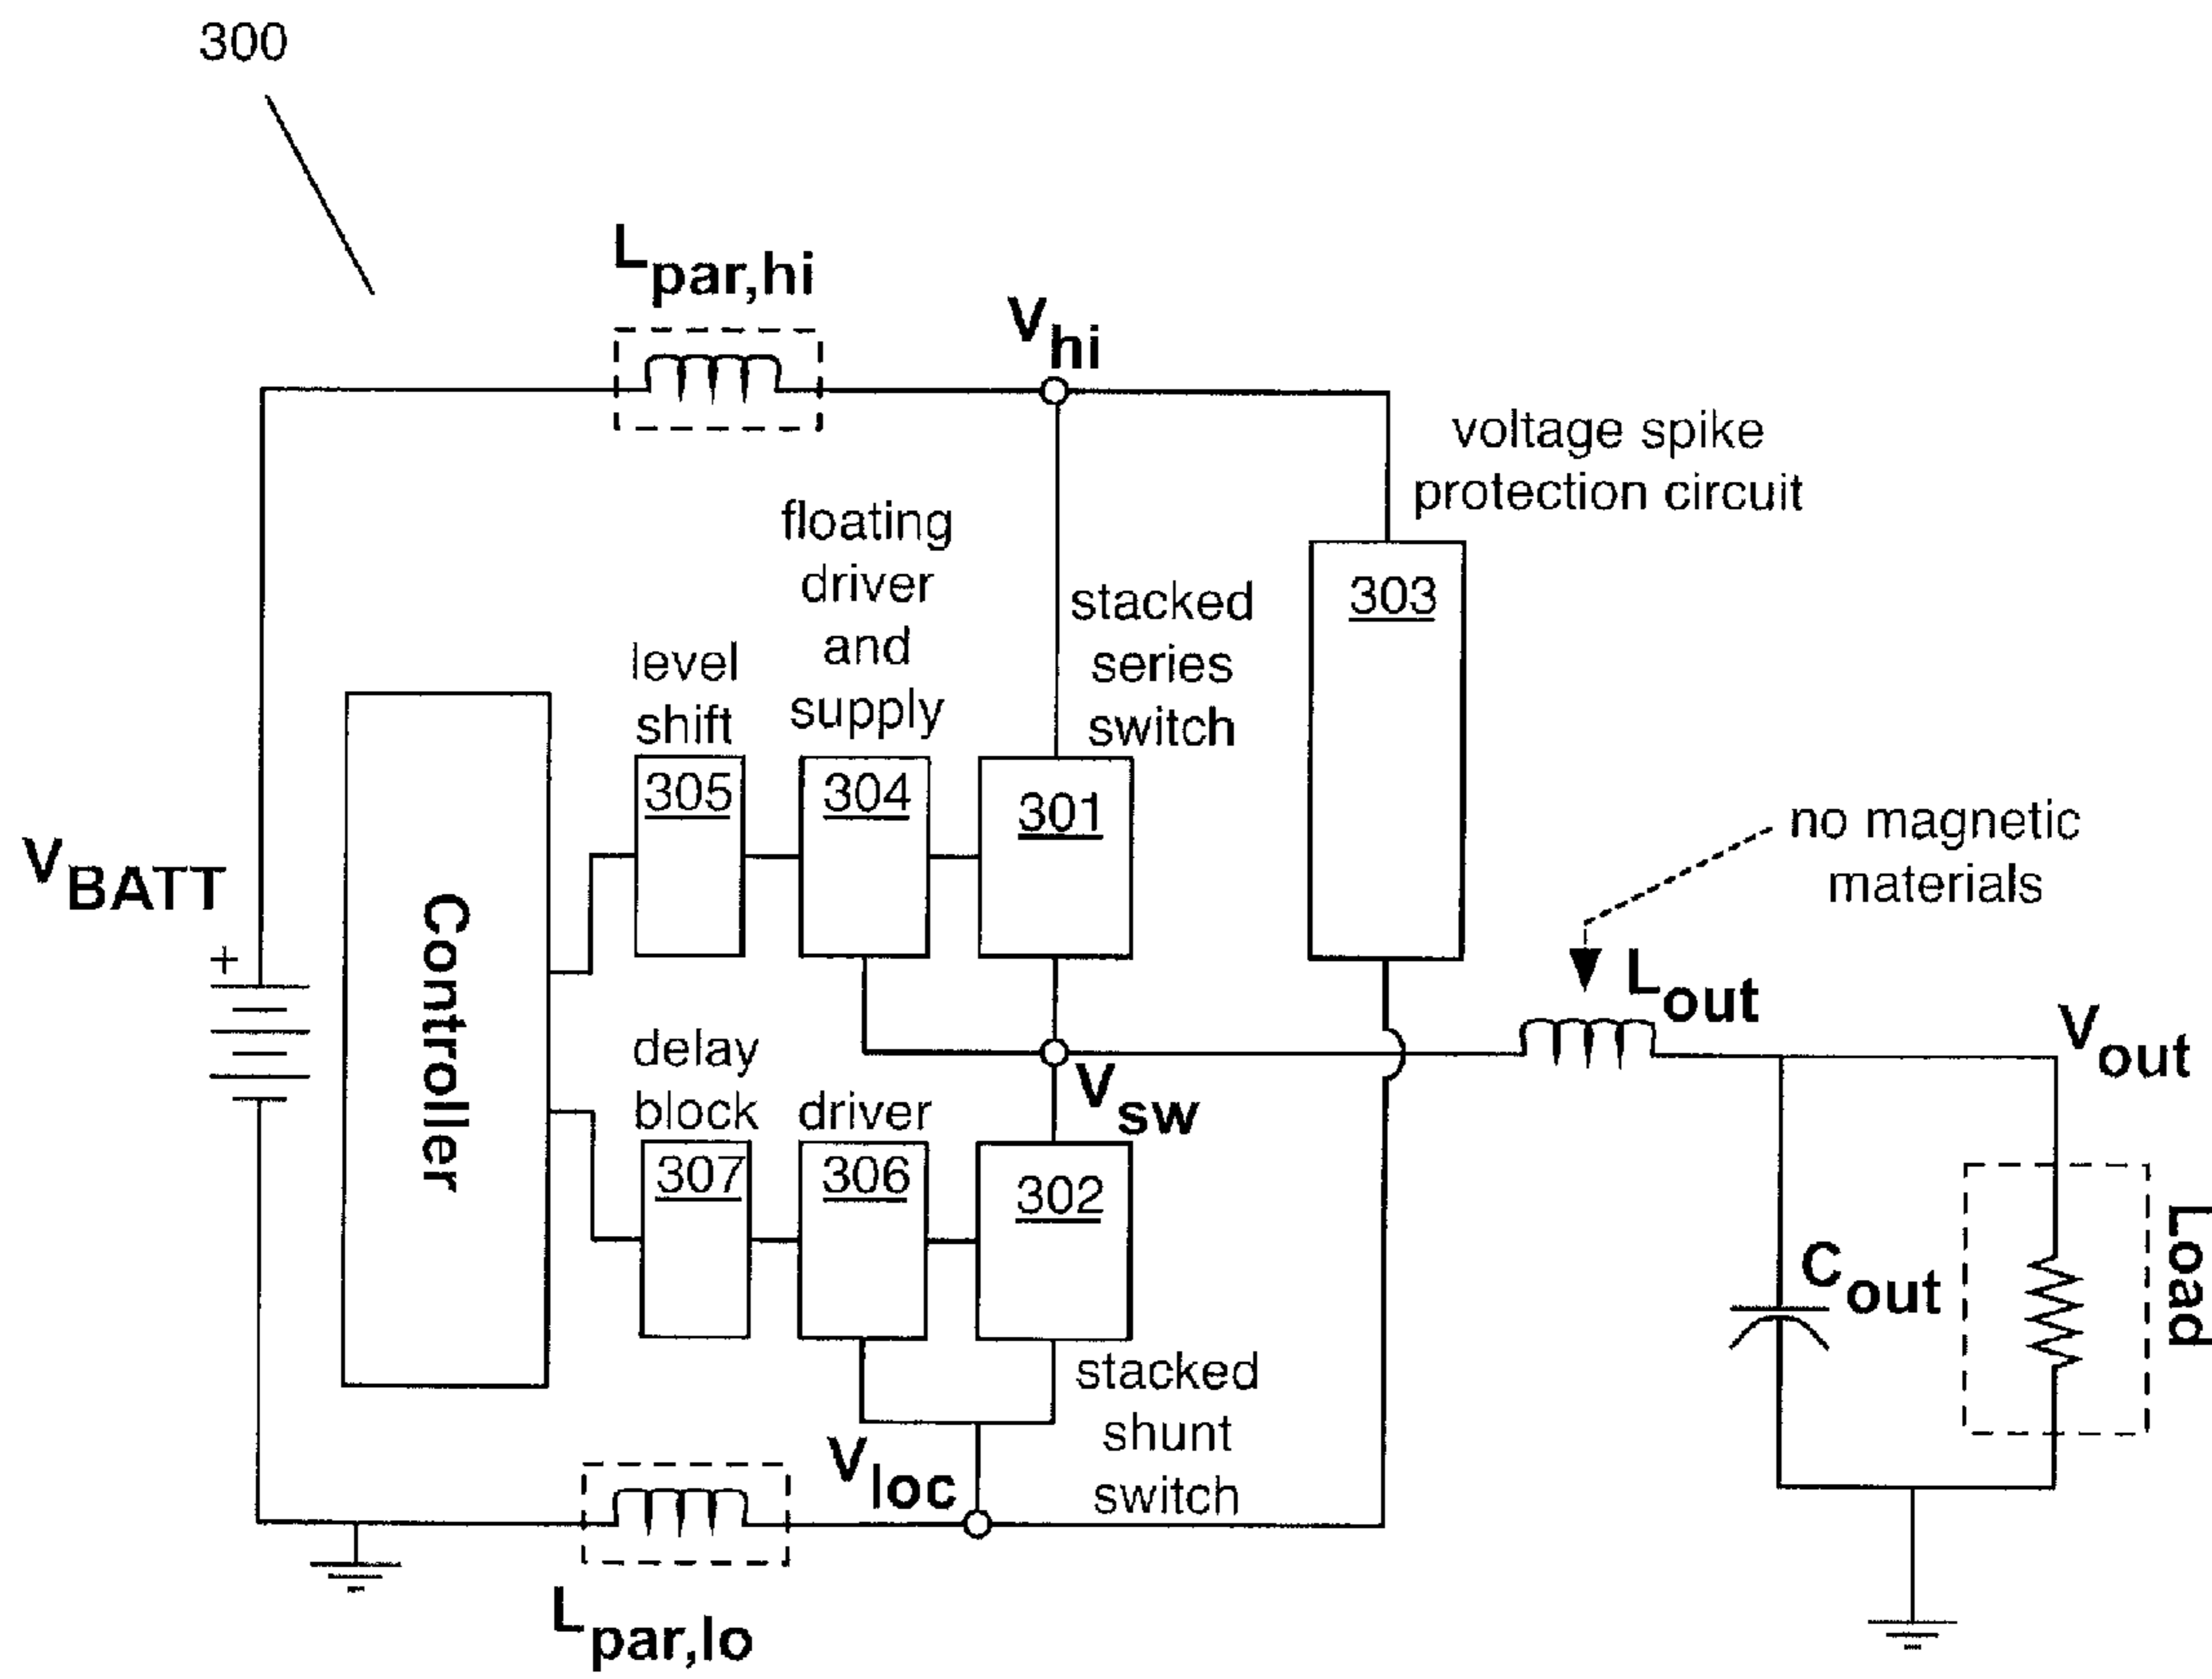 300
Lpar,hi
Vhi
voltage spike
protection circuit
floating
driver
and
supply
stacked
series
switch
303
level
shift
305
304
301
no magnetic
materials
VBATT
+
Controller
Lout
Vout
delay
block
driver
Vsw
307
306
302
Cout
Load
stacked
shunt
switch
Vloc
Lpar,lo